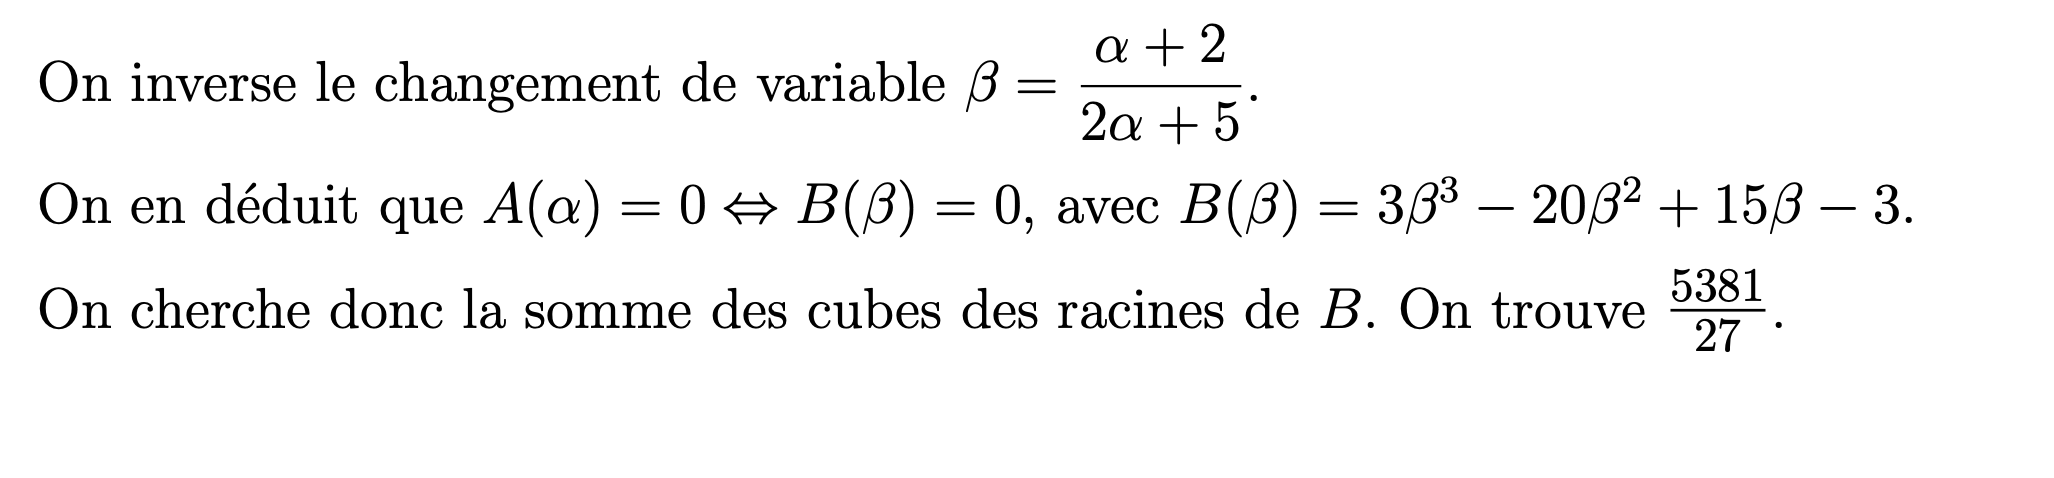 On inverse le changement de variable $\beta = \dfrac{\alpha + 2}{2\alpha + 5}$.
On en déduit que $A(\alpha) = 0 \Leftrightarrow B(\beta) = 0$, avec $B(\beta) = 3\beta^3 - 20\beta^2 + 15\beta - 3$.
On cherche donc la somme des cubes des racines de $B$. On trouve $\frac{5381}{27}$.